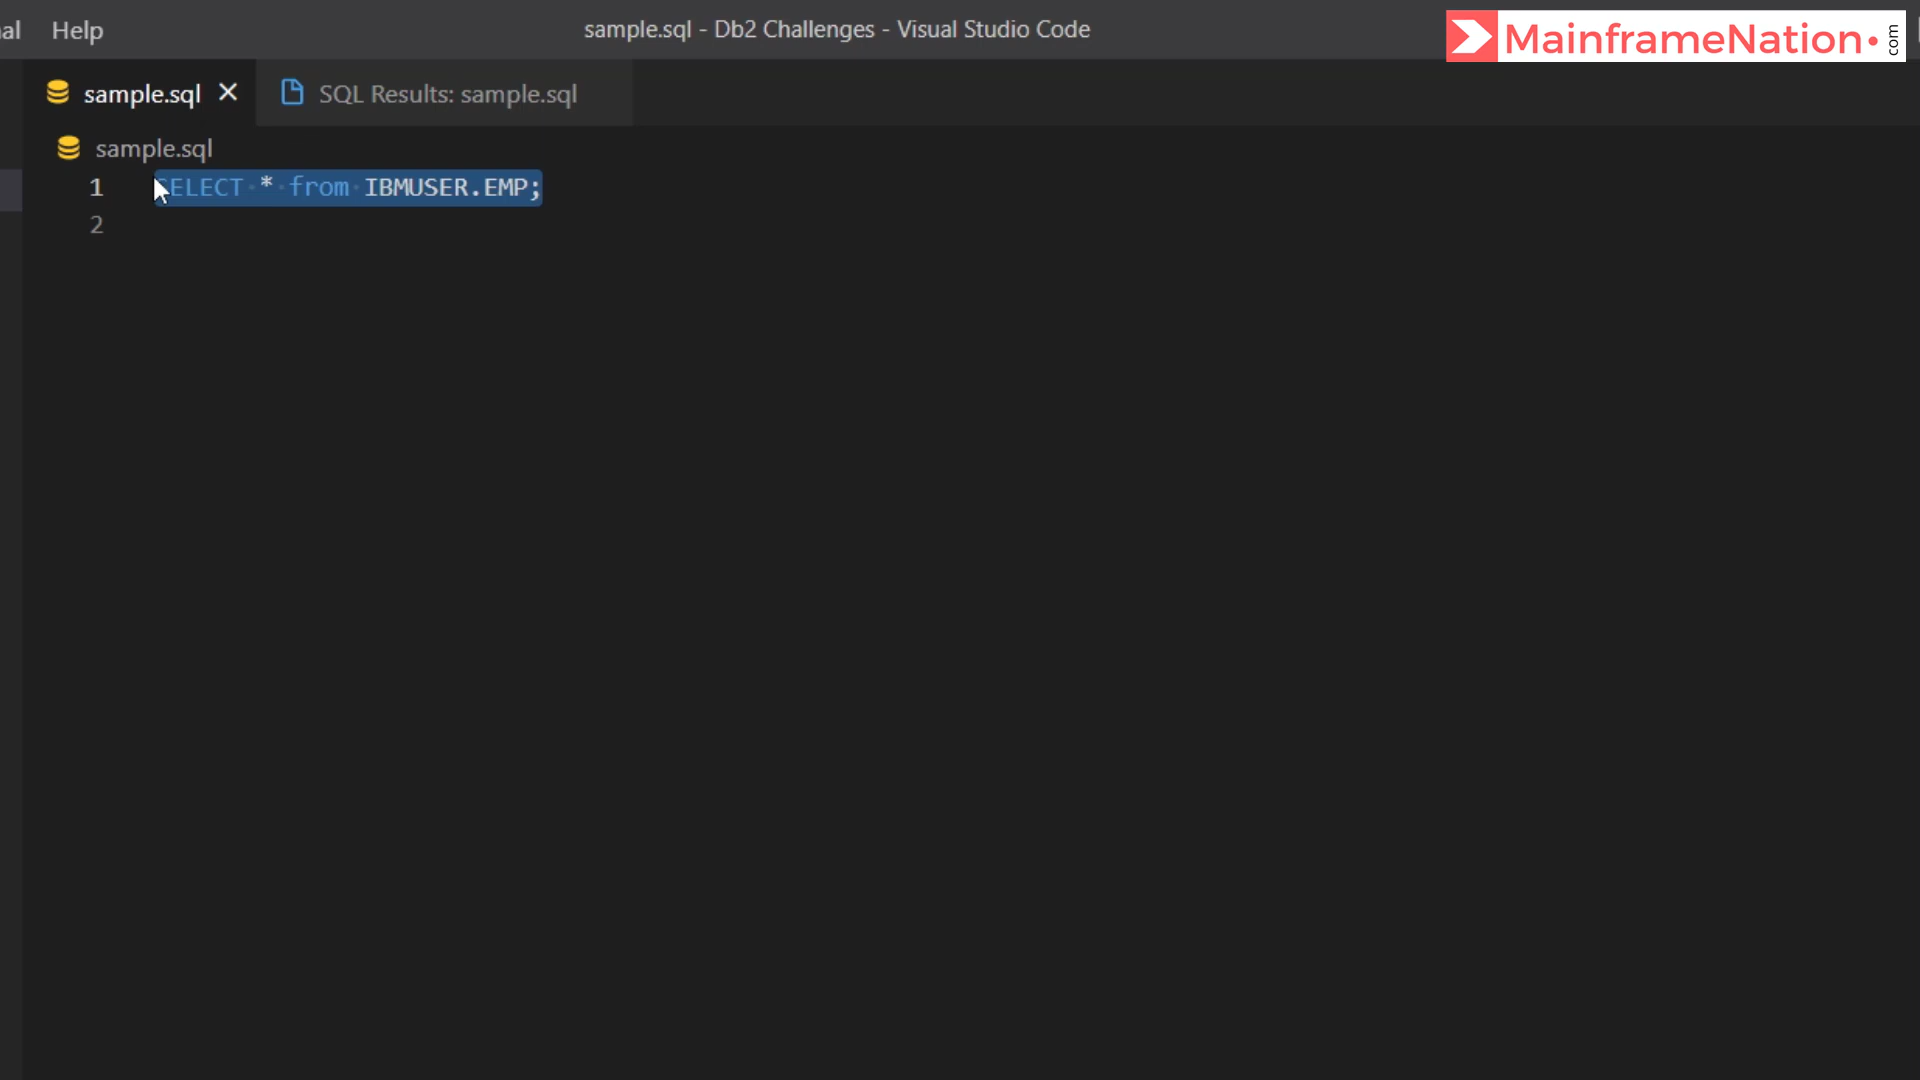 al Help sample.sql - Db2 Challenges - Visual Studio Code
MainframeNation.com
sample.sql SQL Results: sample.sql
sample.sql
1 SELECT * from IBMUSER.EMP;
2